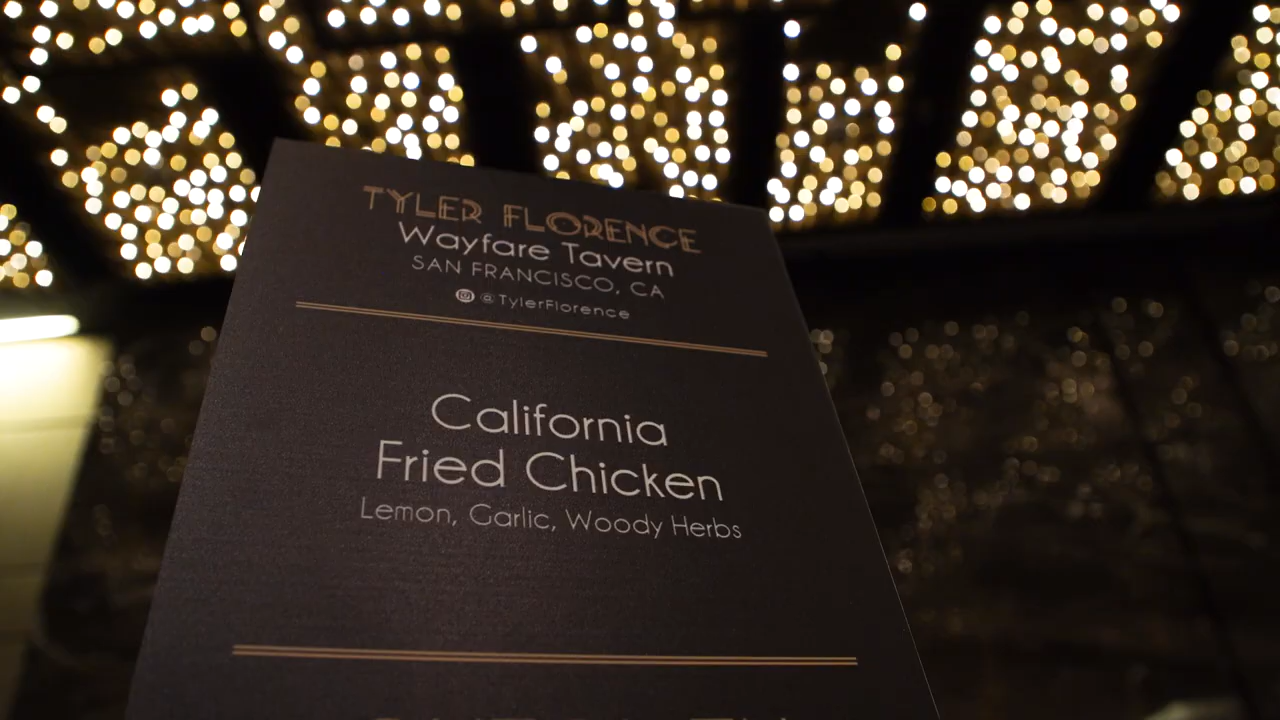 TYLER FLORENCE
Wayfare Tavern
SAN FRANCISCO, CA
@TylerFlorence
California
Fried Chicken
Lemon, Garlic, Woody Herbs